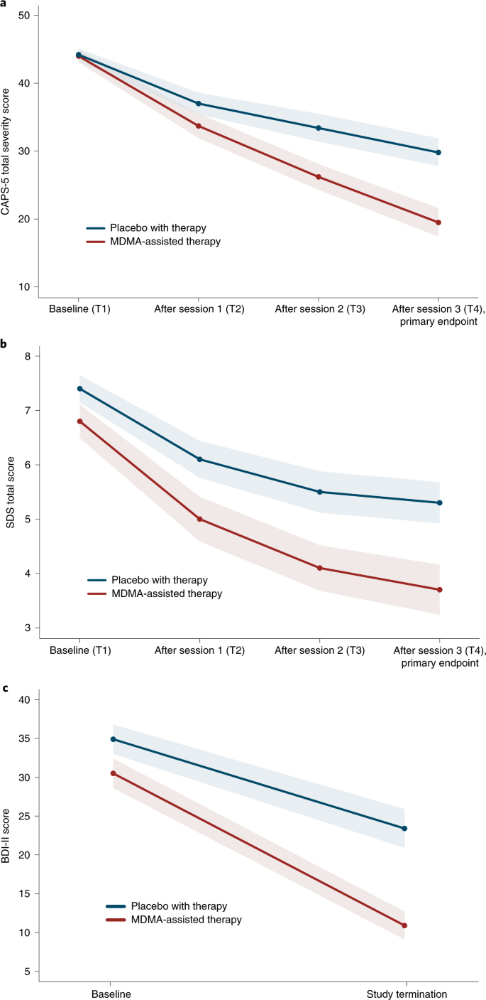 a
50
40
30
20
10
CAPS-5 total severity score
Placebo with therapy
MDMA-assisted therapy
Baseline (T1)
After session 1 (T2)
After session 2 (T3)
After session 3 (T4),
primary endpoint
b
8
7
6
5
4
3
SDS total score
Placebo with therapy
MDMA-assisted therapy
Baseline (T1)
After session 1 (T2)
After session 2 (T3)
After session 3 (T4),
primary endpoint
c
40
35
30
25
20
15
10
5
BDI-II score
Placebo with therapy
MDMA-assisted therapy
Baseline
Study termination